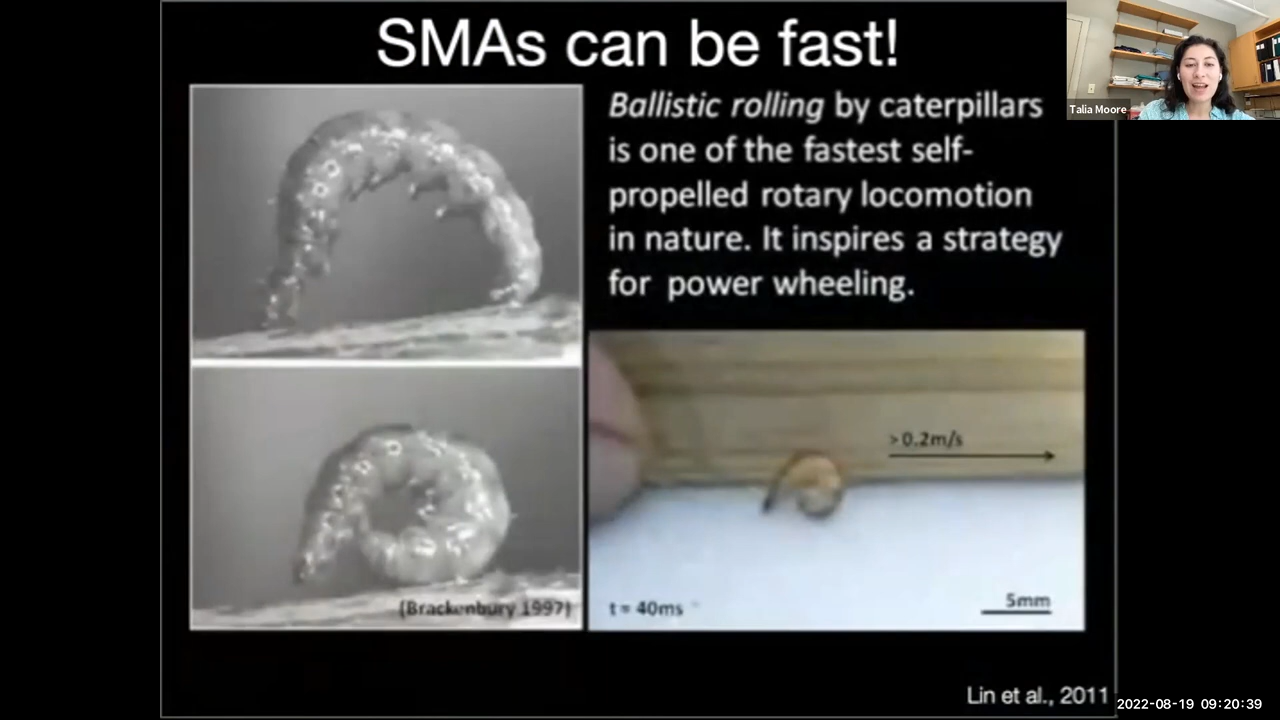 SMAs can be fast!
Talia Moore
Ballistic rolling by caterpillars
is one of the fastest self-
propelled rotary locomotion
in nature. It inspires a strategy
for power wheeling.
> 0.2m/s
(Brackenbury 1997)
t = 40ms
5mm
Lin et al., 2011
2022-08-19 09:20:39